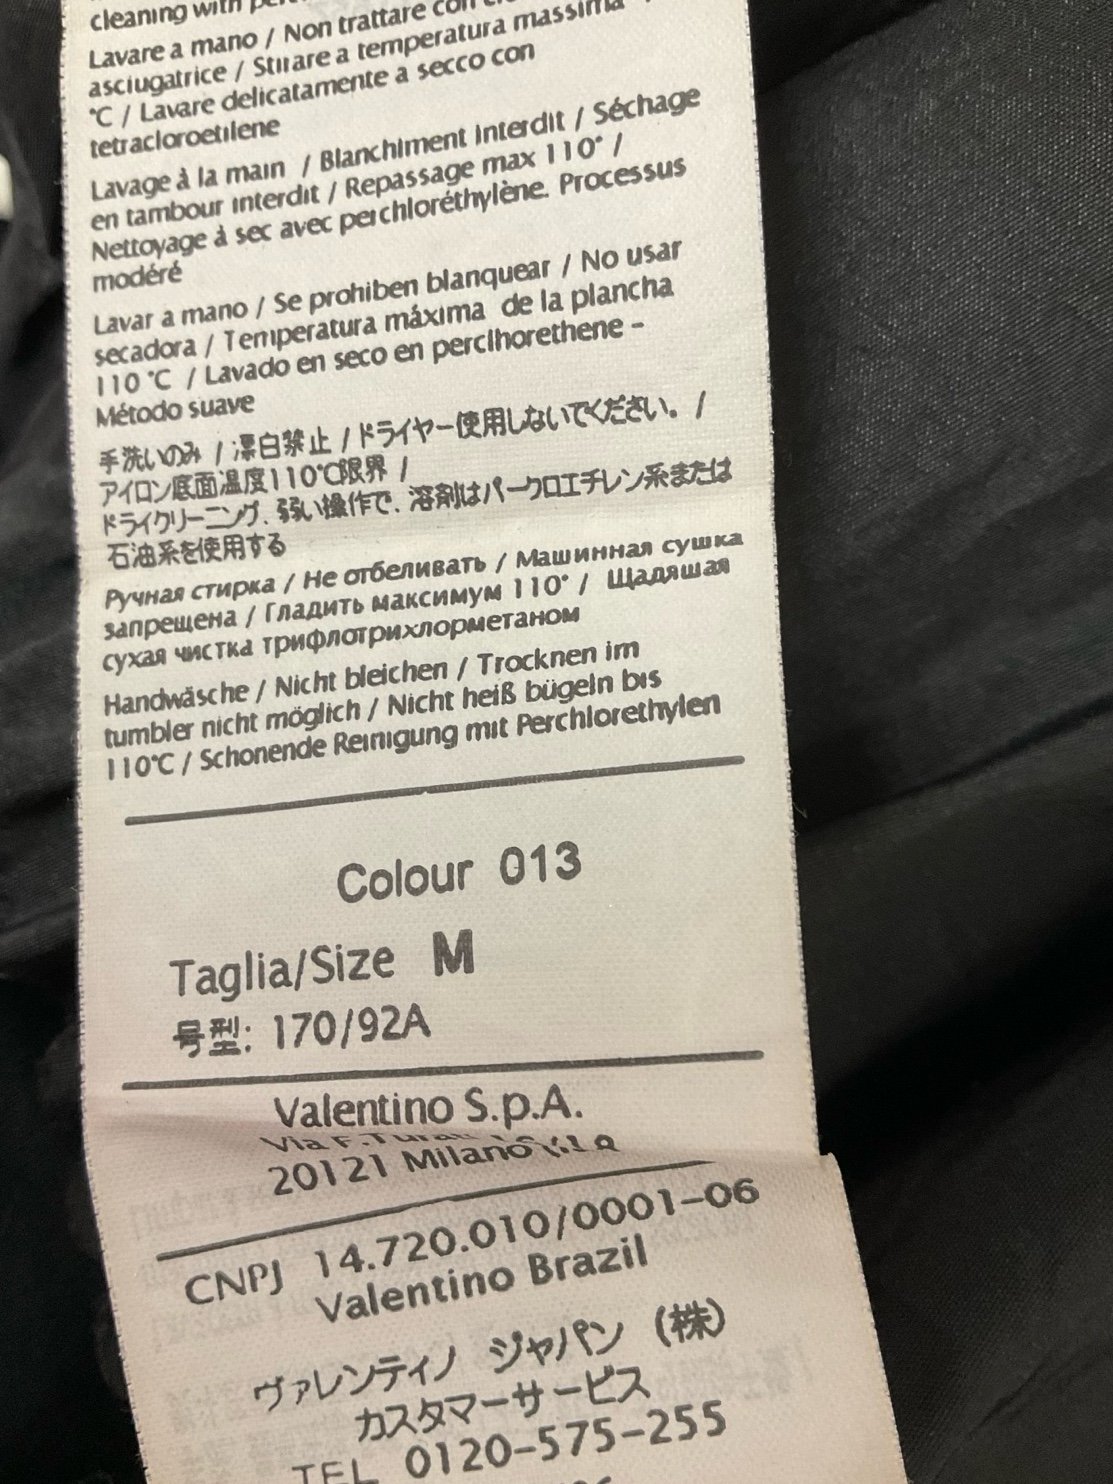 cleaning with
Lavare a mano / Non trattare con
asciugatrice / Stirare a temperatura massima
°C / Lavare delicatamente a secco con
tetracloroetilene
Lavage à la main / Blanchiment interdit / Séchage
en tambour interdit / Repassage max 110° /
Nettoyage à sec avec perchloréthylène. Processus
modéré
Lavar a mano / Se prohiben blanquear / No usar
secadora / Temperatura máxima de la plancha
110 °C / Lavado en seco en perclhorethene -
Método suave
手洗いのみ / 漂白禁止 / ドライヤー使用しないでください。 /
アイロン底面温度110℃限界 /
ドライクリーニング、弱い操作で、溶剤はパークロエチレン系または
石油系を使用する
Ручная стирка / Не отбеливать / Машинная сушка
запрещена / Гладить максимум 110° / Щадяшая
сухая чистка трифлотрихлорметаном
Handwäsche / Nicht bleichen / Trocknen im
tumbler nicht möglich / Nicht heiß bügeln bis
110°C / Schonende Reinigung mit Perchlorethylen
Colour 013
Taglia/Size M
号型: 170/92A
Valentino S.p.A.
Via F.
20121 Milano
CNPJ 14.720.010/0001-06
Valentino Brazil
ヴァレンティノ ジャパン (株)
カスタマーサービス
TEL 0120-575-255